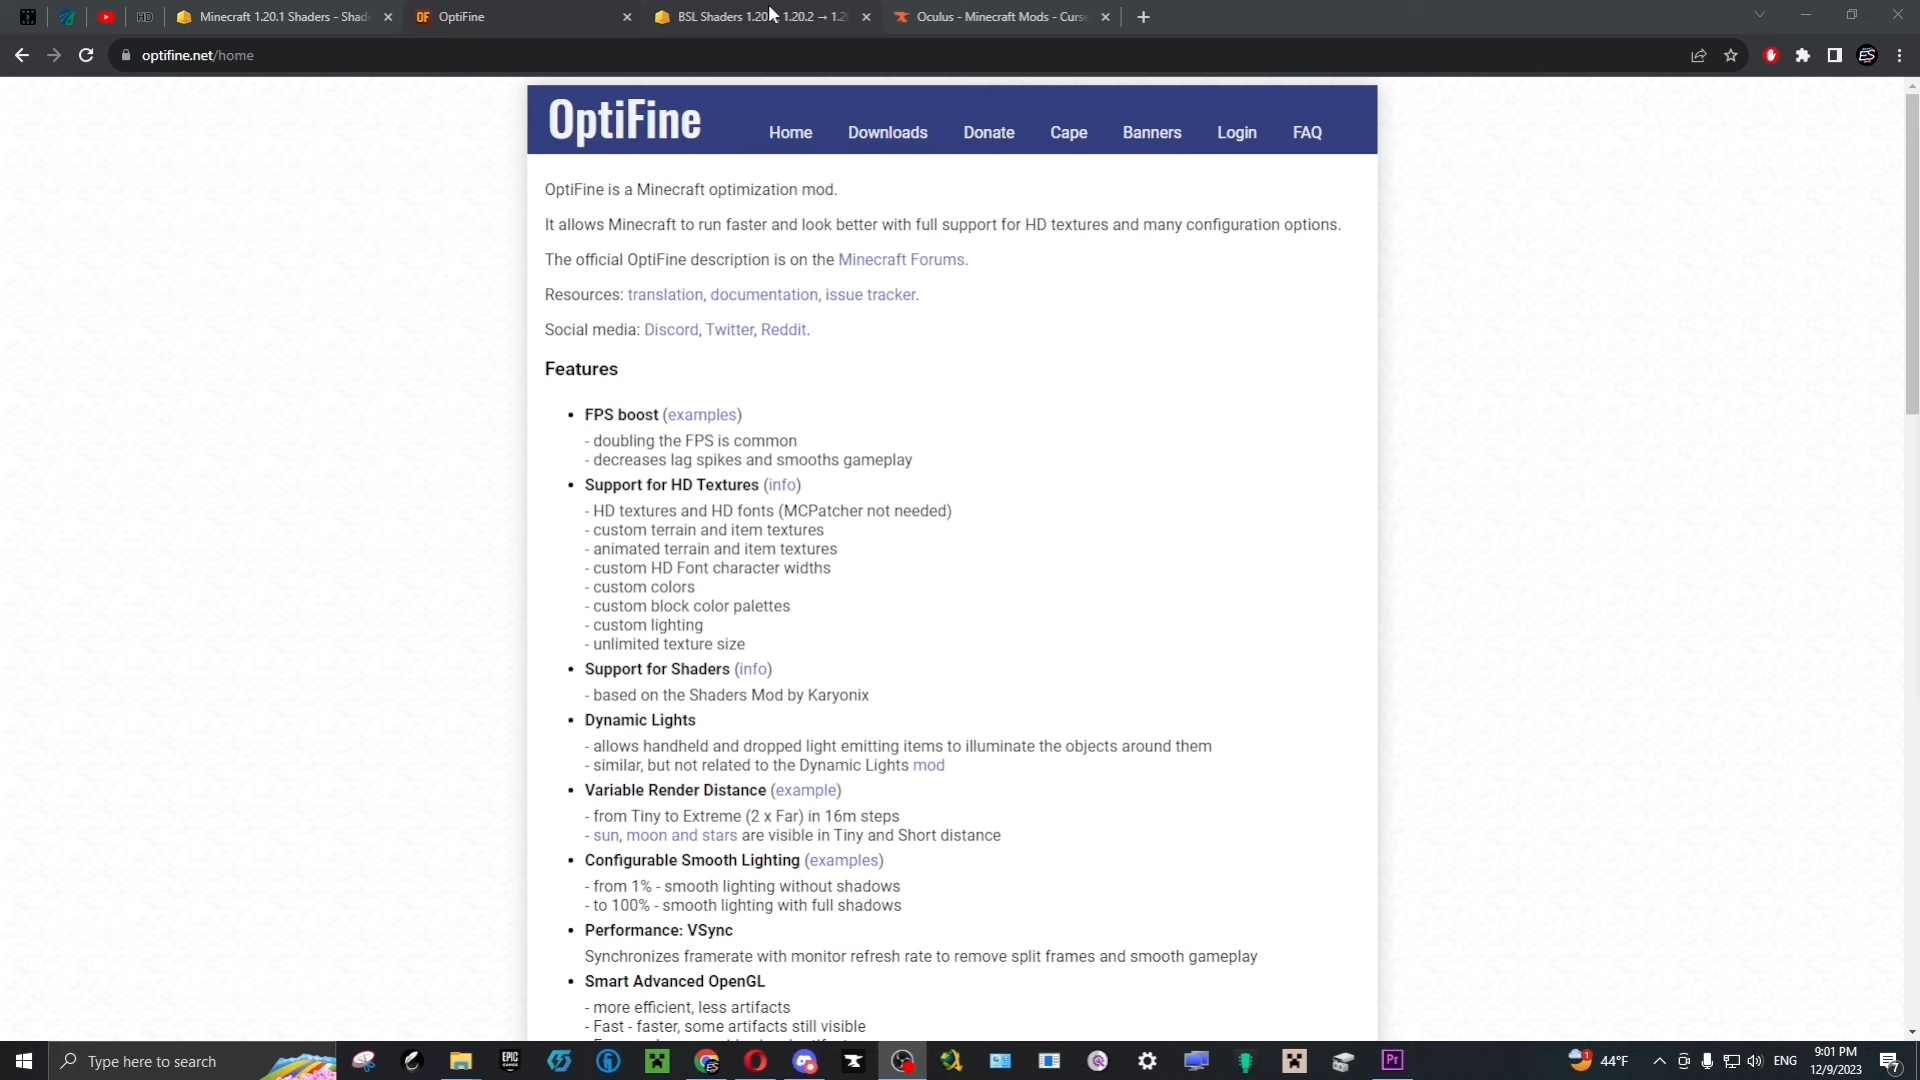 HD
Minecraft 1.20.1 Shaders - Shad
OF
OptiFine
BSL Shaders 1.20
1.20.2 → 1.2
Oculus - Minecraft Mods - Curse
optifine.net/home
ES
OptiFine
Home
Downloads
Donate
Cape
Banners
Login
FAQ
OptiFine is a Minecraft optimization mod.
It allows Minecraft to run faster and look better with full support for HD textures and many configuration options.
The official OptiFine description is on the Minecraft Forums.
Resources: translation, documentation, issue tracker.
Social media: Discord, Twitter, Reddit.
Features
• FPS boost (examples)
- doubling the FPS is common
- decreases lag spikes and smooths gameplay
• Support for HD Textures (info)
- HD textures and HD fonts (MCPatcher not needed)
- custom terrain and item textures
- animated terrain and item textures
- custom HD Font character widths
- custom colors
- custom block color palettes
- custom lighting
- unlimited texture size
• Support for Shaders (info)
- based on the Shaders Mod by Karyonix
• Dynamic Lights
- allows handheld and dropped light emitting items to illuminate the objects around them
- similar, but not related to the Dynamic Lights mod
• Variable Render Distance (example)
- from Tiny to Extreme (2 x Far) in 16m steps
- sun, moon and stars are visible in Tiny and Short distance
• Configurable Smooth Lighting (examples)
- from 1% - smooth lighting without shadows
- to 100% - smooth lighting with full shadows
• Performance: VSync
Synchronizes framerate with monitor refresh rate to remove split frames and smooth gameplay
• Smart Advanced OpenGL
- more efficient, less artifacts
- Fast - faster, some artifacts still visible
Type here to search
EPIC
GAMES
ES
Pr
44°F
ENG
9:01 PM
12/9/2023
7